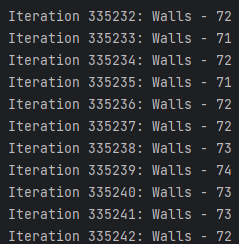 Iteration 335232: Walls - 72
Iteration 335233: Walls - 71
Iteration 335234: Walls - 72
Iteration 335235: Walls - 71
Iteration 335236: Walls - 72
Iteration 335237: Walls - 72
Iteration 335238: Walls - 73
Iteration 335239: Walls - 74
Iteration 335240: Walls - 73
Iteration 335241: Walls - 73
Iteration 335242: Walls - 72